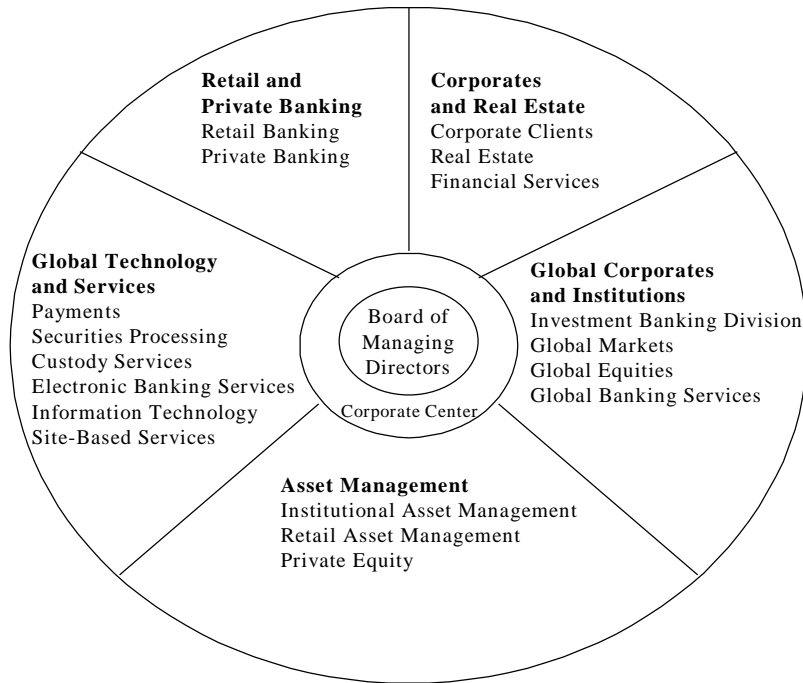 Retail and
Private Banking
Retail Banking
Private Banking
Corporates
and Real Estate
Corporate Clients
Real Estate
Financial Services
Global Technology
and Services
Payments
Securities Processing
Custody Services
Electronic Banking Services
Information Technology
Site-Based Services
Board of
Managing
Directors
Corporate Center
Global Corporates
and Institutions
Investment Banking Division
Global Markets
Global Equities
Global Banking Services
Asset Management
Institutional Asset Management
Retail Asset Management
Private Equity